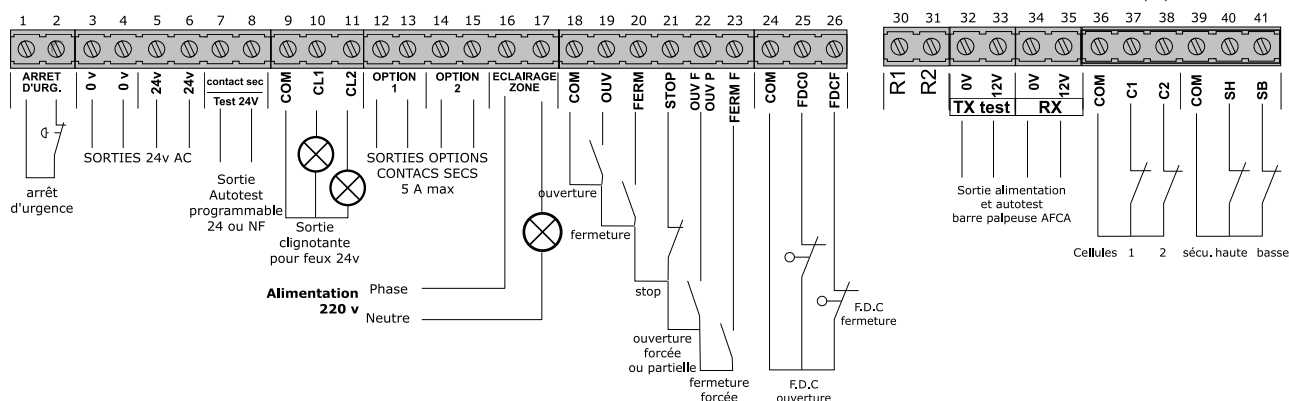 1 2 3 4 5 6 7 8 9 10 11 12 13 14 15 16 17 18 19 20 21 22 23 24 25 26
30 31 32 33 34 35 36 37 38 39 40 41
ARRET
D'URG.
0 v
0 v
24v
24v
contact sec
Test 24V
COM
CL1
CL2
OPTION
1
OPTION
2
ECLAIRAGE
ZONE
COM
OUV
FERM
STOP
OUV F
OUV P
FERM F
COM
FDC0
FDCF
R1
R2
0V
12V
0V
12V
TX test
RX
COM
C1
C2
COM
SH
SB
arrêt
d'urgence
SORTIES 24v AC
Sortie
Autotest
programmable
24 ou NF
Sortie
clignotante
pour feux 24v
SORTIES OPTIONS
CONTACS SECS
5 A max
Alimentation
220 v
Phase
Neutre
ouverture
fermeture
stop
ouverture
forcée
ou partielle
fermeture
forcée
F.D.C
ouverture
F.D.C
fermeture
Sortie alimentation
et autotest
barre palpeuse AFCA
Cellules 1 2
sécu. haute basse